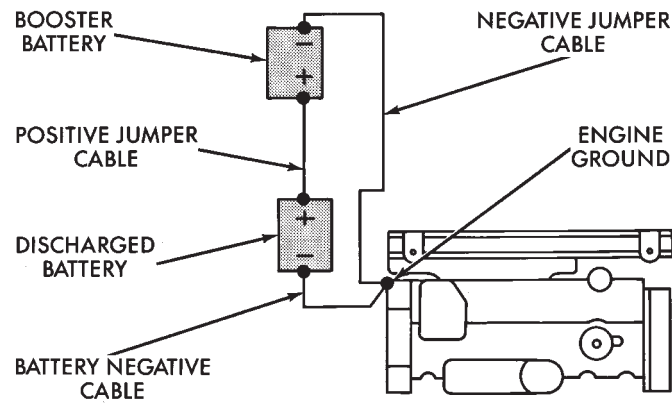 BOOSTER
BATTERY
NEGATIVE JUMPER
CABLE
−
+
POSITIVE JUMPER
CABLE
ENGINE
GROUND
+
−
DISCHARGED
BATTERY
BATTERY NEGATIVE
CABLE